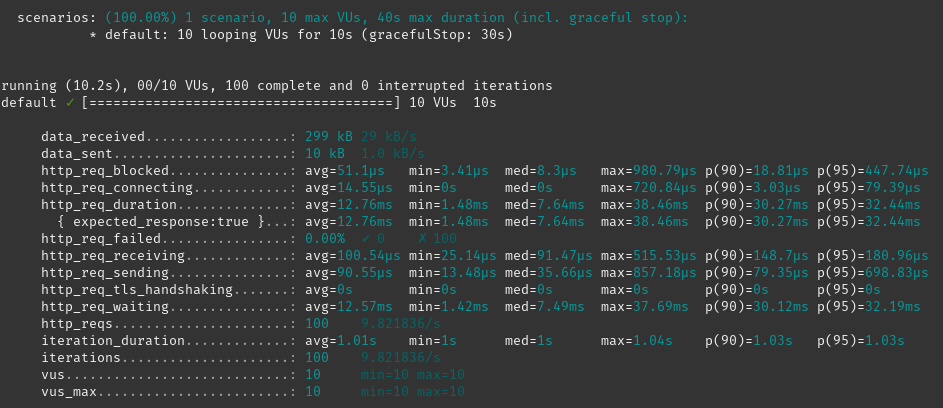 scenarios: (100.00%) 1 scenario, 10 max VUs, 40s max duration (incl. graceful stop):
* default: 10 looping VUs for 10s (gracefulStop: 30s)
running (10.2s), 00/10 VUs, 100 complete and 0 interrupted iterations
default ✓ [======================================] 10 VUs  10s
data_received..................: 299 kB 29 kB/s
data_sent......................: 10 kB  1.0 kB/s
http_req_blocked...............: avg=51.1µs   min=3.41µs  med=8.3µs   max=980.79µs p(90)=18.81µs p(95)=447.74µs
http_req_connecting............: avg=14.55µs  min=0s      med=0s      max=720.84µs p(90)=3.03µs  p(95)=79.39µs
http_req_duration..............: avg=12.76ms  min=1.48ms  med=7.64ms  max=38.46ms  p(90)=30.27ms p(95)=32.44ms
{ expected_response:true }...: avg=12.76ms  min=1.48ms  med=7.64ms  max=38.46ms  p(90)=30.27ms p(95)=32.44ms
http_req_failed................: 0.00%  ✓ 0    ✗ 100
http_req_receiving.............: avg=100.54µs min=25.14µs med=91.47µs max=515.53µs p(90)=148.7µs p(95)=180.96µs
http_req_sending...............: avg=90.55µs  min=13.48µs med=35.66µs max=857.18µs p(90)=79.35µs p(95)=698.83µs
http_req_tls_handshaking.......: avg=0s       min=0s      med=0s      max=0s       p(90)=0s      p(95)=0s
http_req_waiting...............: avg=12.57ms  min=1.42ms  med=7.49ms  max=37.69ms  p(90)=30.12ms p(95)=32.19ms
http_reqs......................: 100    9.821836/s
iteration_duration.............: avg=1.01s    min=1s      med=1s      max=1.04s    p(90)=1.03s   p(95)=1.03s
iterations.....................: 100    9.821836/s
vus............................: 10     min=10 max=10
vus_max........................: 10     min=10 max=10